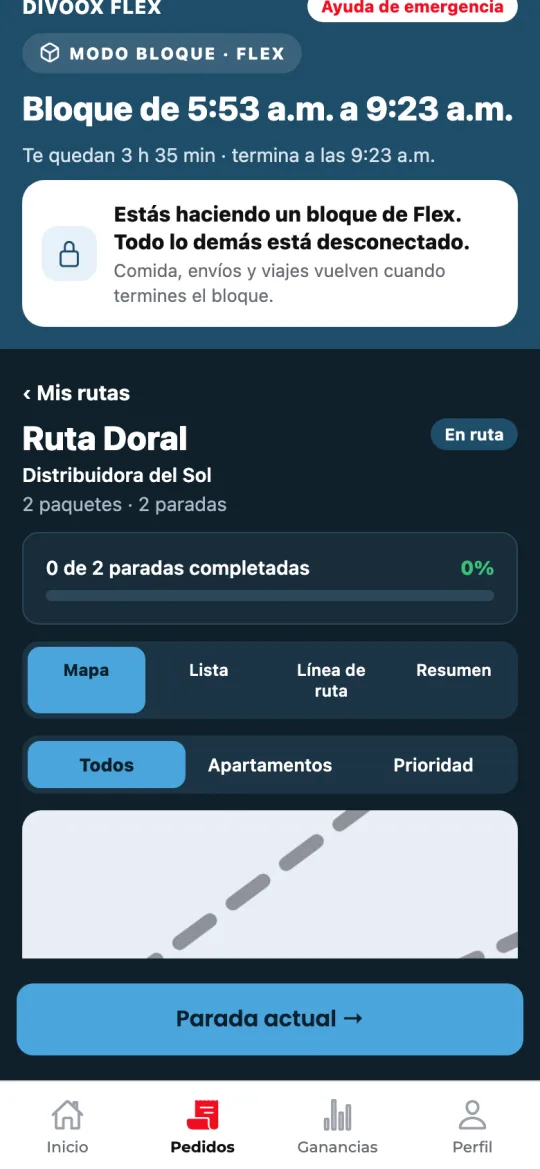 DIVOOX FLEX
Ayuda de emergencia
MODO BLOQUE · FLEX
Bloque de 5:53 a.m. a 9:23 a.m.
Te quedan 3 h 35 min · termina a las 9:23 a.m.
Estás haciendo un bloque de Flex.
Todo lo demás está desconectado.
Comida, envíos y viajes vuelven cuando
termines el bloque.
‹ Mis rutas
Ruta Doral
En ruta
Distribuidora del Sol
2 paquetes · 2 paradas
0 de 2 paradas completadas
0%
Mapa
Lista
Línea de
ruta
Resumen
Todos
Apartamentos
Prioridad
Parada actual →
Inicio
Pedidos
Ganancias
Perfil